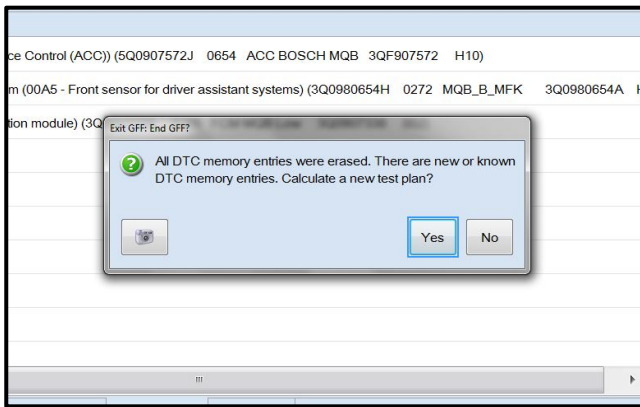 ce Control (ACC)) (5Q0907572J 0654 ACC BOSCH MQB 3QF907572 H10)
m (00A5 - Front sensor for driver assistant systems) (3Q0980654H 0272 MQB_B_MFK 3Q0980654A H
tion module) (3Q
Exit GFF: End GFF?
All DTC memory entries were erased. There are new or known
DTC memory entries. Calculate a new test plan?
Yes No